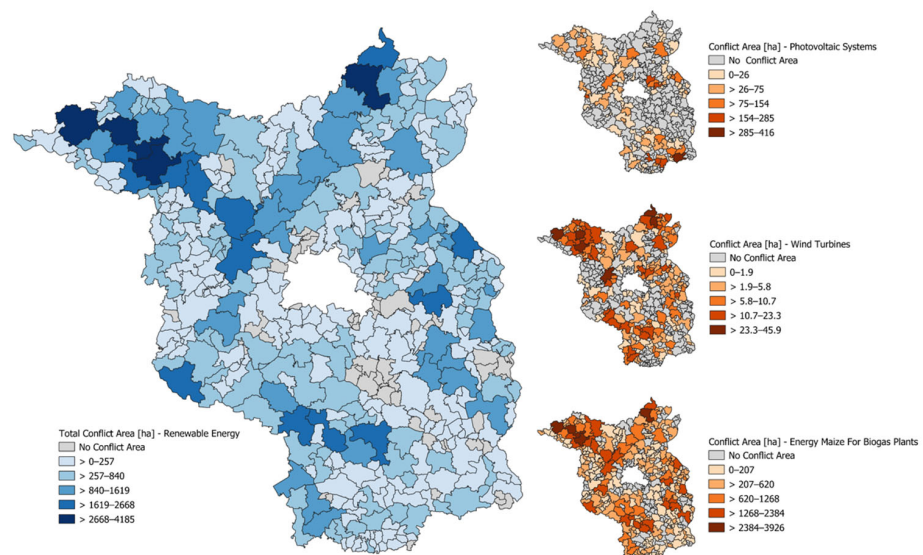 Total Conflict Area [ha] - Renewable Energy
No Conflict Area
> 0–257
> 257–840
> 840–1619
> 1619–2668
> 2668–4185
Conflict Area [ha] - Photovoltaic Systems
No Conflict Area
0–26
> 26–75
> 75–154
> 154–285
> 285–416
Conflict Area [ha] - Wind Turbines
No Conflict Area
0–1.9
> 1.9–5.8
> 5.8–10.7
> 10.7–23.3
> 23.3–45.9
Conflict Area [ha] - Energy Maize For Biogas Plants
No Conflict Area
0–207
> 207–620
> 620–1268
> 1268–2384
> 2384–3926